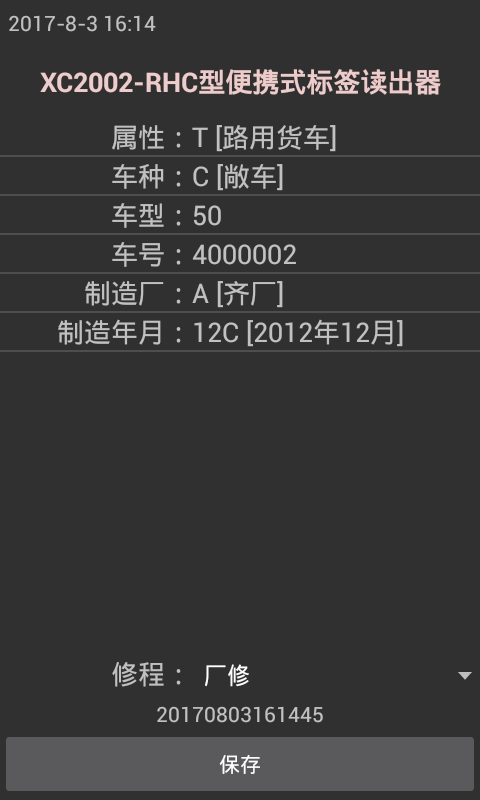 2017-8-3 16:14
XC2002-RHC型便携式标签读出器
属性：T [路用货车]
车种：C [敞车]
车型：50
车号：4000002
制造厂：A [齐厂]
制造年月：12C [2012年12月]
修程： 厂修
20170803161445
保存